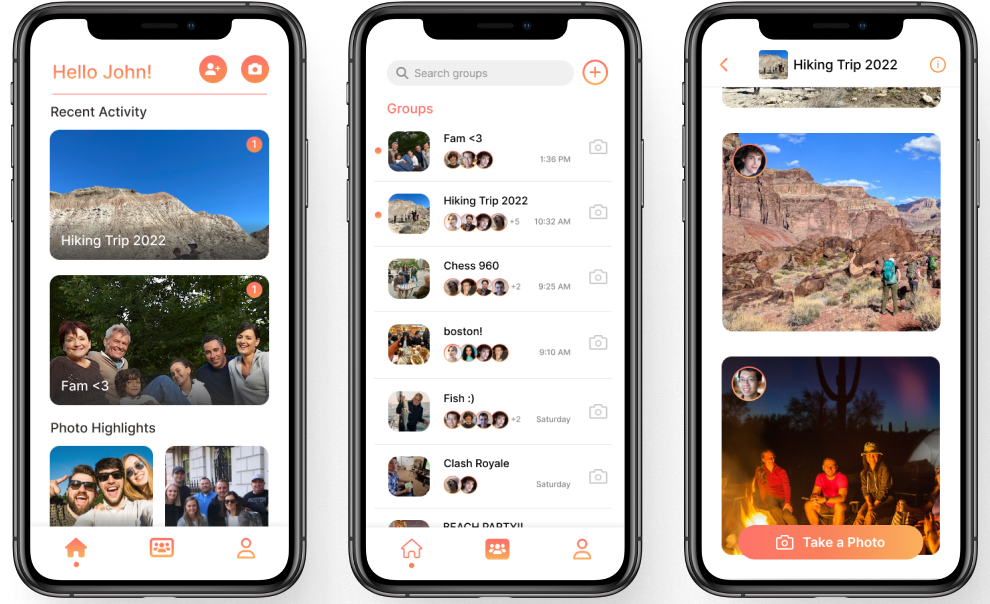 Hello John!
Recent Activity
1
Hiking Trip 2022
1
Fam <3
Photo Highlights
Search groups
Groups
Fam <3
1:36 PM
Hiking Trip 2022
+5
10:32 AM
Chess 960
+2
9:25 AM
boston!
9:10 AM
Fish :)
+2
Saturday
Clash Royale
Saturday
BEACH PARTY!!
Hiking Trip 2022
Take a Photo